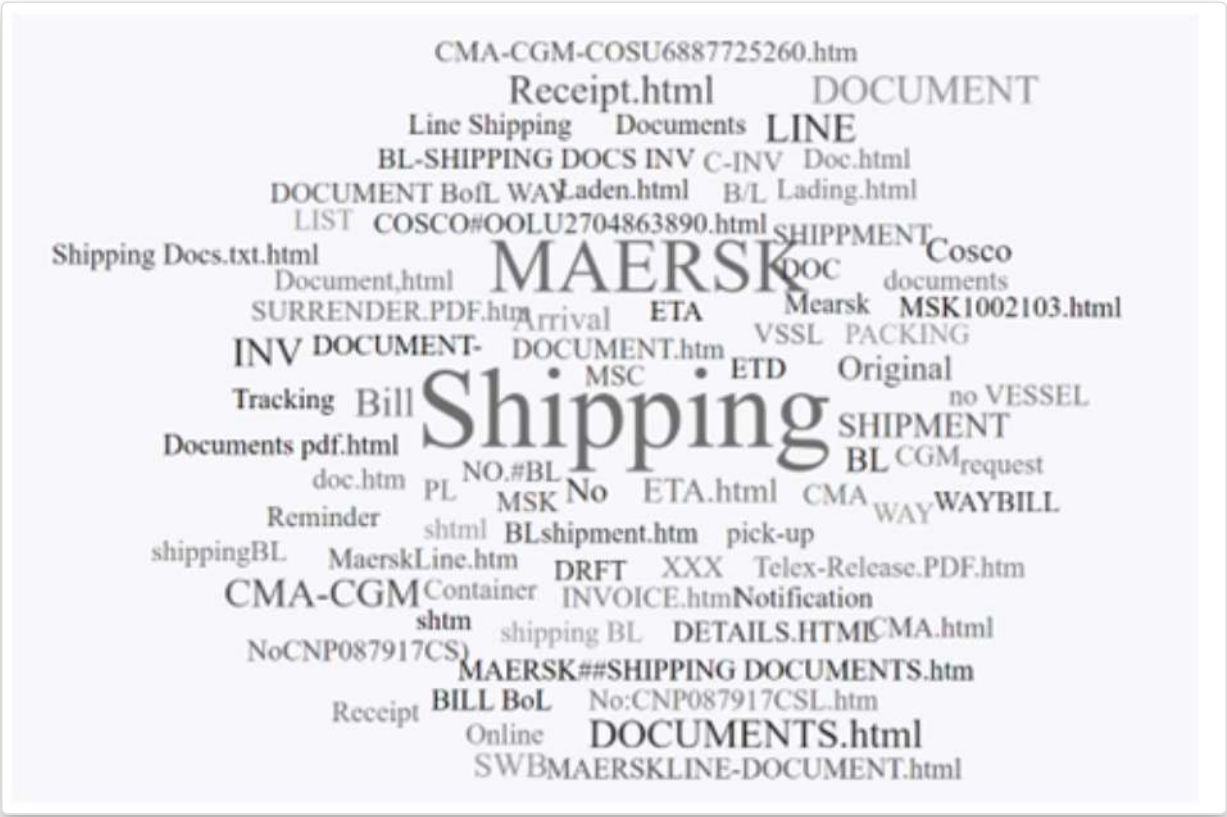 CMA-CGM-COSU6887725260.htm
Receipt.html DOCUMENT
Line Shipping Documents LINE
BL-SHIPPING DOCS INV C-INV Doc.html
DOCUMENT BofL WAY Laden.html B/L Lading.html
LIST COSCO#OOLU2704863890.html SHIPPMENT
Shipping Docs.txt.html MAERSK Cosco
Document,html DOC documents
SURRENDER.PDF.htm Arrival ETA Mearsk MSK1002103.html
INV DOCUMENT- DOCUMENT.htm VSSL PACKING
MSC ETD Original
Tracking Bill Shipping no VESSEL
Documents pdf.html SHIPMENT
doc.htm PL NO.#BL BL CGM request
MSK No ETA.html CMA WAY WAYBILL
Reminder shtml BLshipment.htm pick-up
shippingBL MaerskLine.htm DRFT XXX Telex-Release.PDF.htm
CMA-CGM Container INVOICE.htm Notification
shtm shipping BL DETAILS.HTML CMA.html
NoCNP087917CS)
MAERSK##SHIPPING DOCUMENTS.htm
Receipt BILL BoL No:CNP087917CSL.htm
Online DOCUMENTS.html
SWB MAERSKLINE-DOCUMENT.html